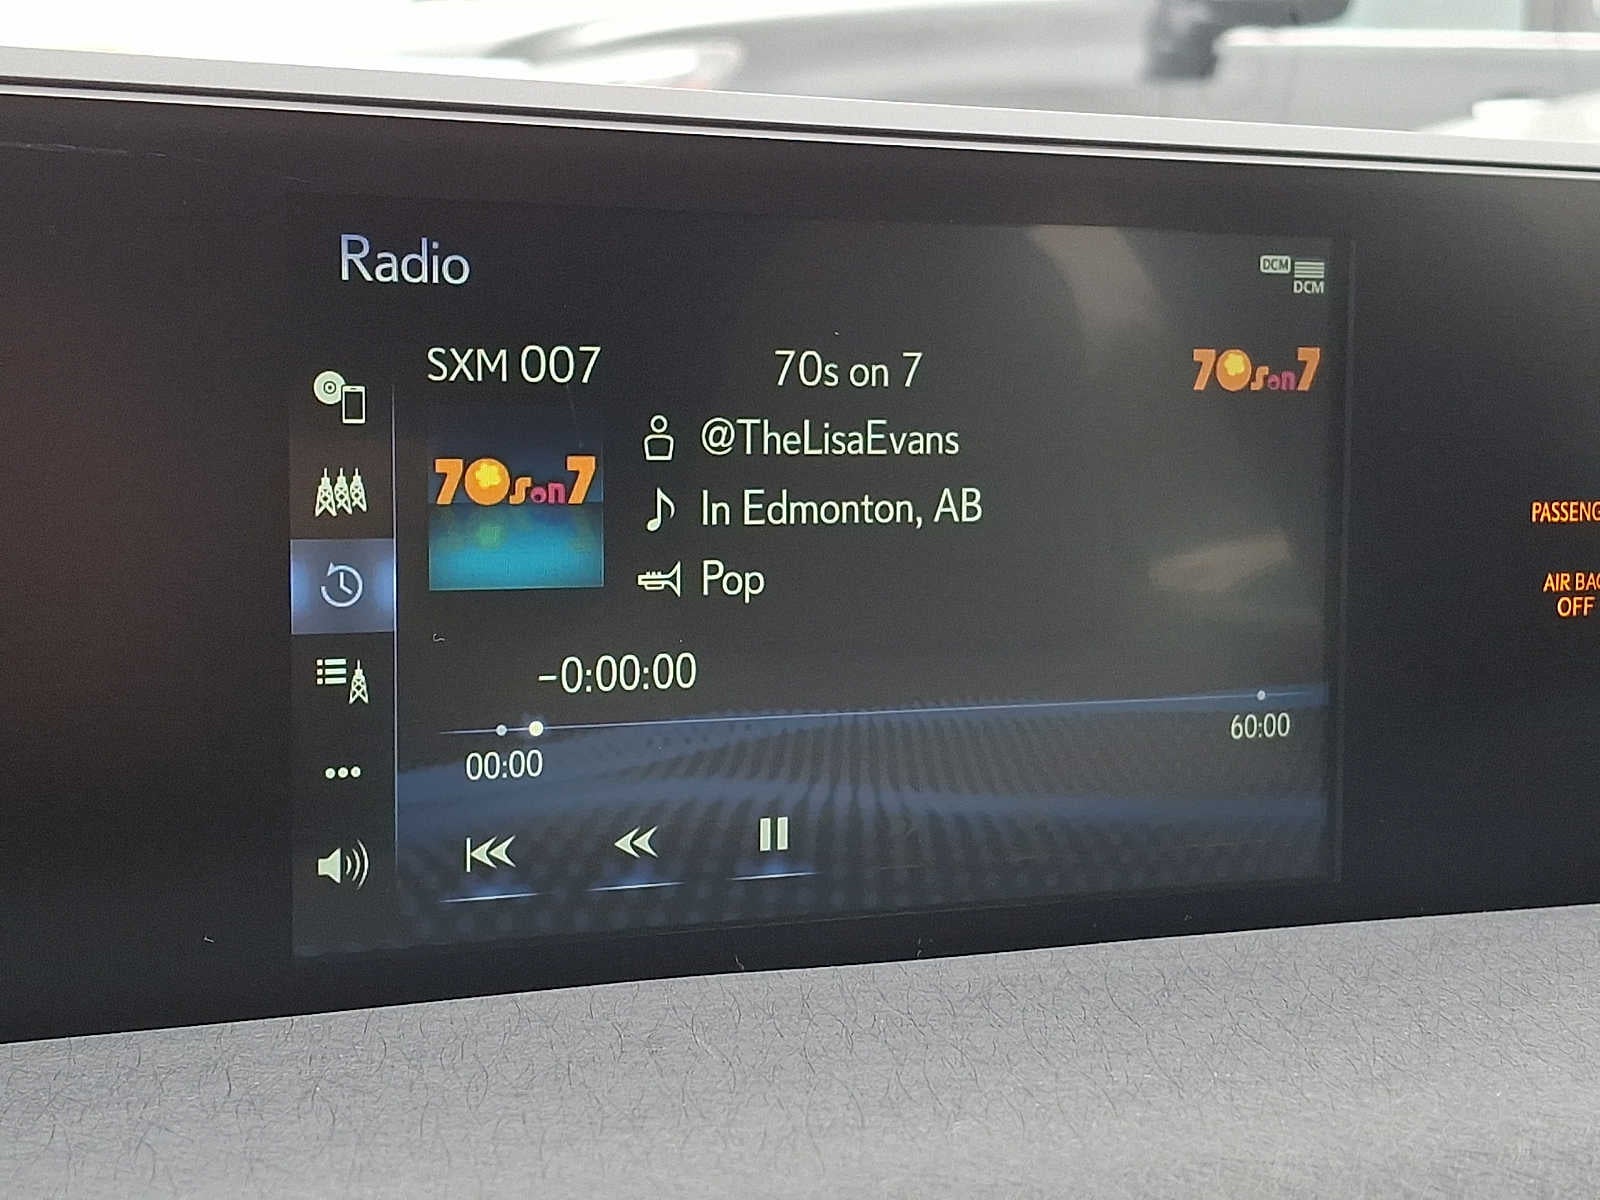 Radio
DCM
DCM
SXM 007
70s on 7
70s on 7
@TheLisaEvans
70s on 7
In Edmonton, AB
Pop
PASSENG
AIR BAG
OFF
-0:00:00
00:00
60:00